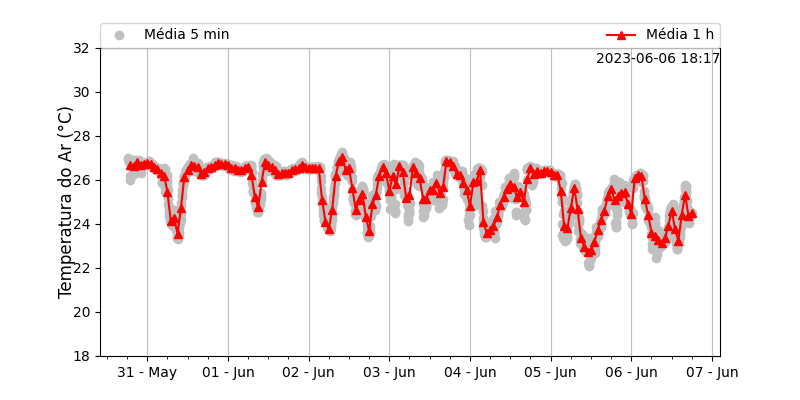 Média 5 min
Média 1 h
2023-06-06 18:17
Temperatura do Ar (°C)
32
30
28
26
24
22
20
18
31 - May
01 - Jun
02 - Jun
03 - Jun
04 - Jun
05 - Jun
06 - Jun
07 - Jun